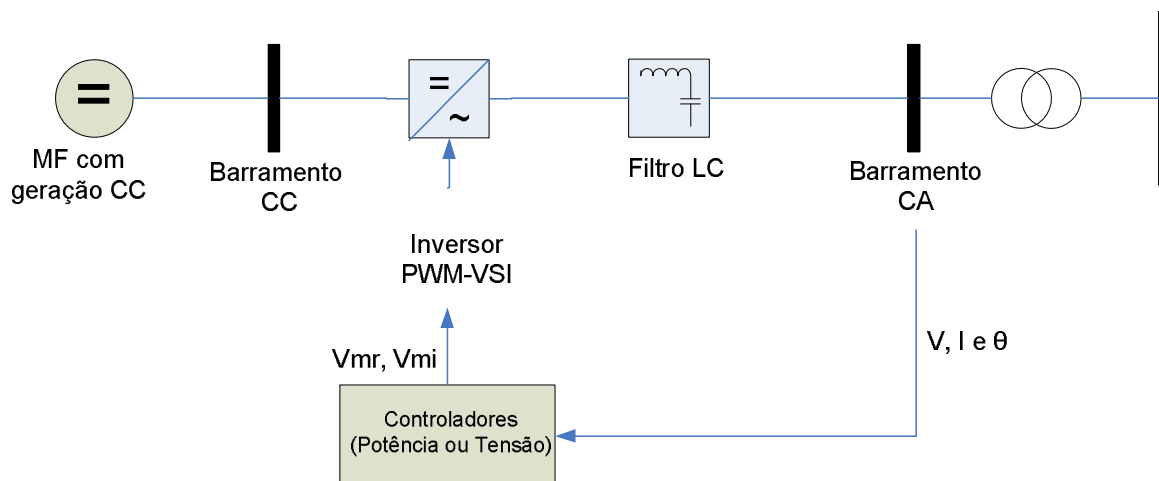 MF com
geração CC
Barramento
CC
Filtro LC
Barramento
CA
Inversor
PWM-VSI
Vmr, Vmi
V, I e θ
Controladores
(Potência ou Tensão)